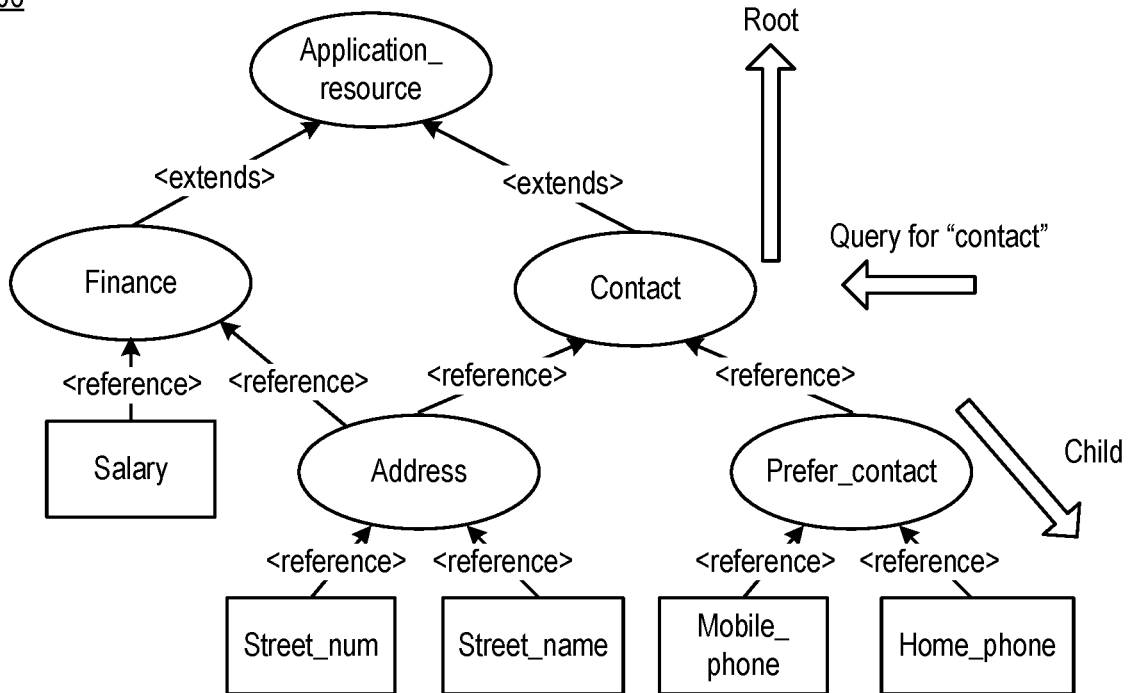 Root
Application_
resource
<extends>
<extends>
Query for “contact”
Finance
Contact
<reference>
<reference>
<reference>
<reference>
Salary
Address
Prefer_contact
Child
<reference>
<reference>
<reference>
<reference>
Street_num
Street_name
Mobile_
phone
Home_phone